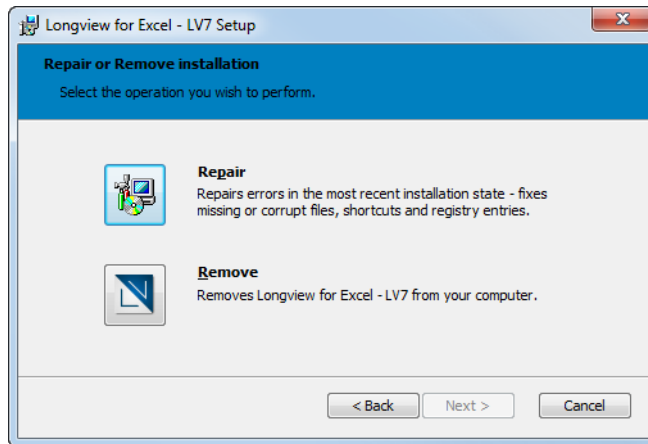 Longview for Excel - LV7 Setup
Repair or Remove installation
Select the operation you wish to perform.
Repair
Repairs errors in the most recent installation state - fixes
missing or corrupt files, shortcuts and registry entries.
Remove
Removes Longview for Excel - LV7 from your computer.
< Back Next > Cancel